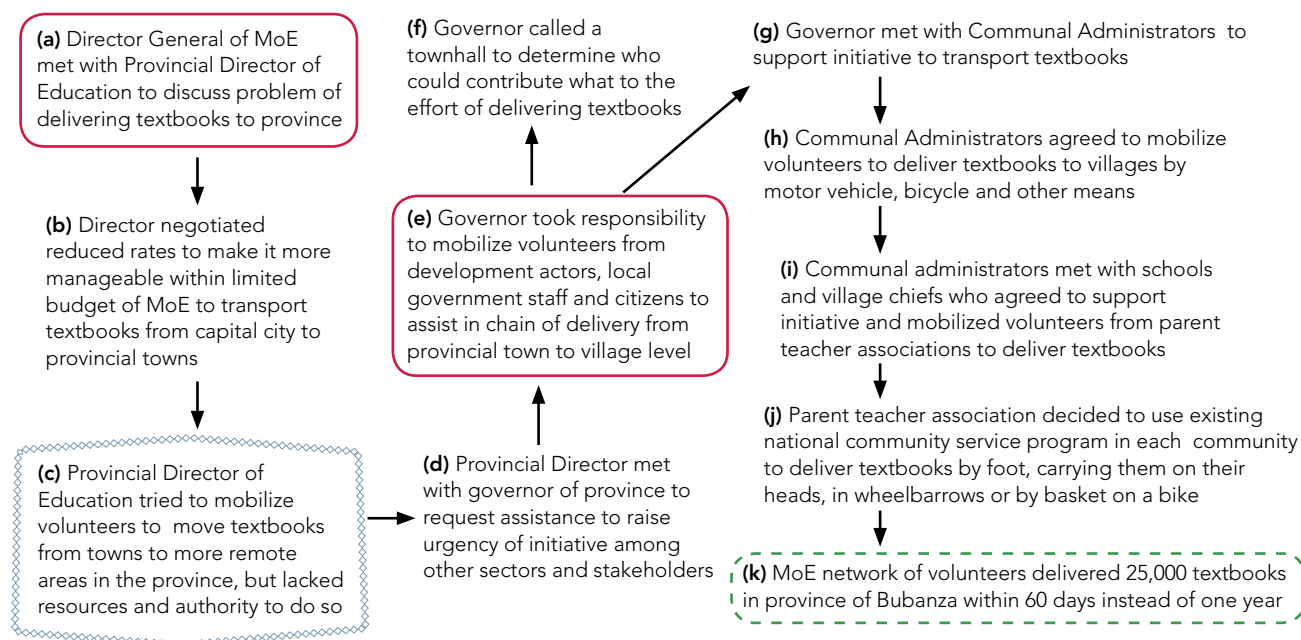 (a) Director General of MoE
met with Provincial Director of
Education to discuss problem of
delivering textbooks to province
(b) Director negotiated
reduced rates to make it more
manageable within limited
budget of MoE to transport
textbooks from capital city to
provincial towns
(c) Provincial Director of
Education tried to mobilize
volunteers to move textbooks
from towns to more remote
areas in the province, but lacked
resources and authority to do so
(d) Provincial Director met
with governor of province to
request assistance to raise
urgency of initiative among
other sectors and stakeholders
(e) Governor took responsibility
to mobilize volunteers from
development actors, local
government staff and citizens to
assist in chain of delivery from
provincial town to village level
(f) Governor called a
townhall to determine who
could contribute what to the
effort of delivering textbooks
(g) Governor met with Communal Administrators to
support initiative to transport textbooks
(h) Communal Administrators agreed to mobilize
volunteers to deliver textbooks to villages by
motor vehicle, bicycle and other means
(i) Communal administrators met with schools
and village chiefs who agreed to support
initiative and mobilized volunteers from parent
teacher associations to deliver textbooks
(j) Parent teacher association decided to use existing
national community service program in each community
to deliver textbooks by foot, carrying them on their
heads, in wheelbarrows or by basket on a bike
(k) MoE network of volunteers delivered 25,000 textbooks
in province of Bubanza within 60 days instead of one year